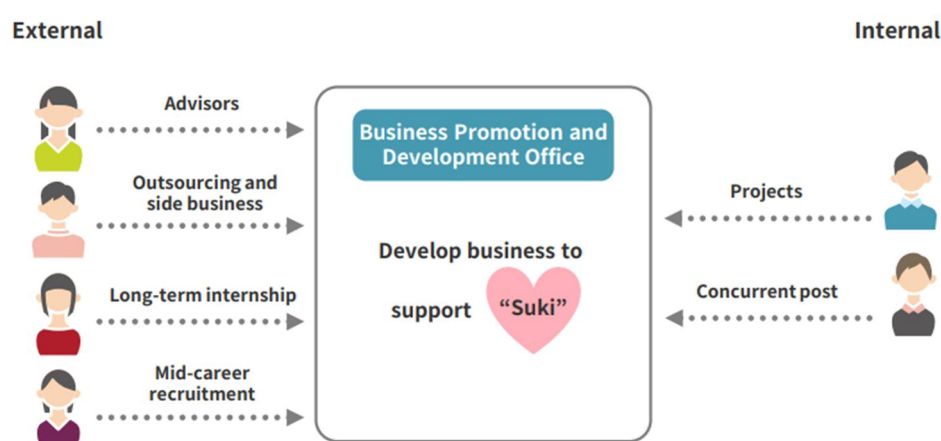 External
Internal
Advisors
Outsourcing and
side business
Long-term internship
Mid-career
recruitment
Business Promotion and
Development Office
Develop business to
support “Suki”
Projects
Concurrent post